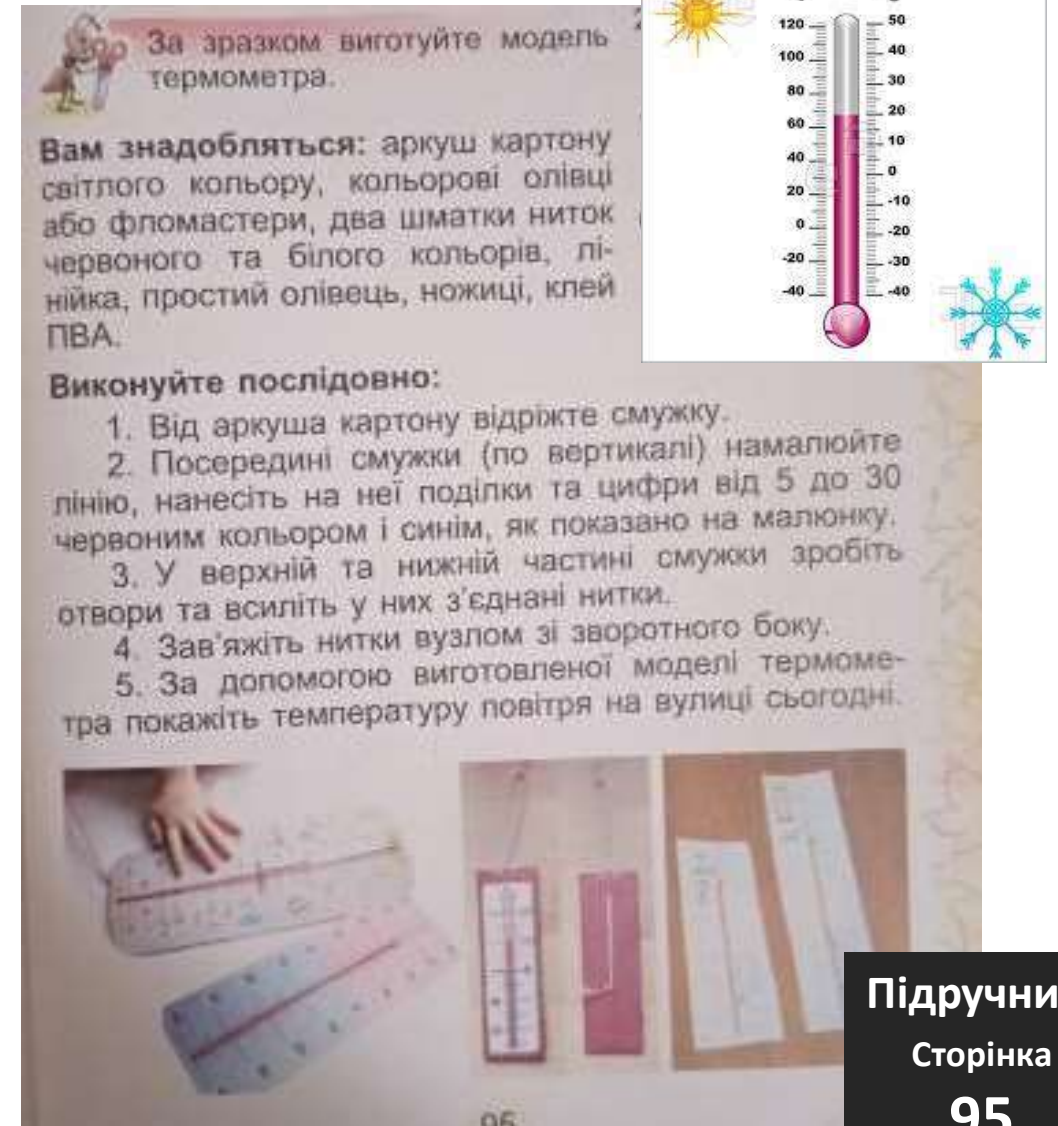 За зразком виготуйте модель
термометра.
Вам знадобляться: аркуш картону
світлого кольору, кольорові олівці
або фломастери, два шматки ниток
червоного та білого кольорів, лі-
нійка, простий олівець, ножиці, клей
ПВА.
120 50
100 40
80 30
60 20
40 10
20 0
0 -10
-20 -20
-40 -30
-40
Виконуйте послідовно:
1. Від аркуша картону відріжте смужку.
2. Посередині смужки (по вертикалі) намалюйте
лінію, нанесіть на неї поділки та цифри від 5 до 30
червоним кольором і синім, як показано на малюнку.
3. У верхній та нижній частині смужки зробіть
отвори та всиліть у них з'єднані нитки.
4. Зав'яжіть нитки вузлом зі зворотного боку.
5. За допомогою виготовленої моделі термоме-
тра покажіть температуру повітря на вулиці сьогодні.
95
Підручни
Сторінка
95